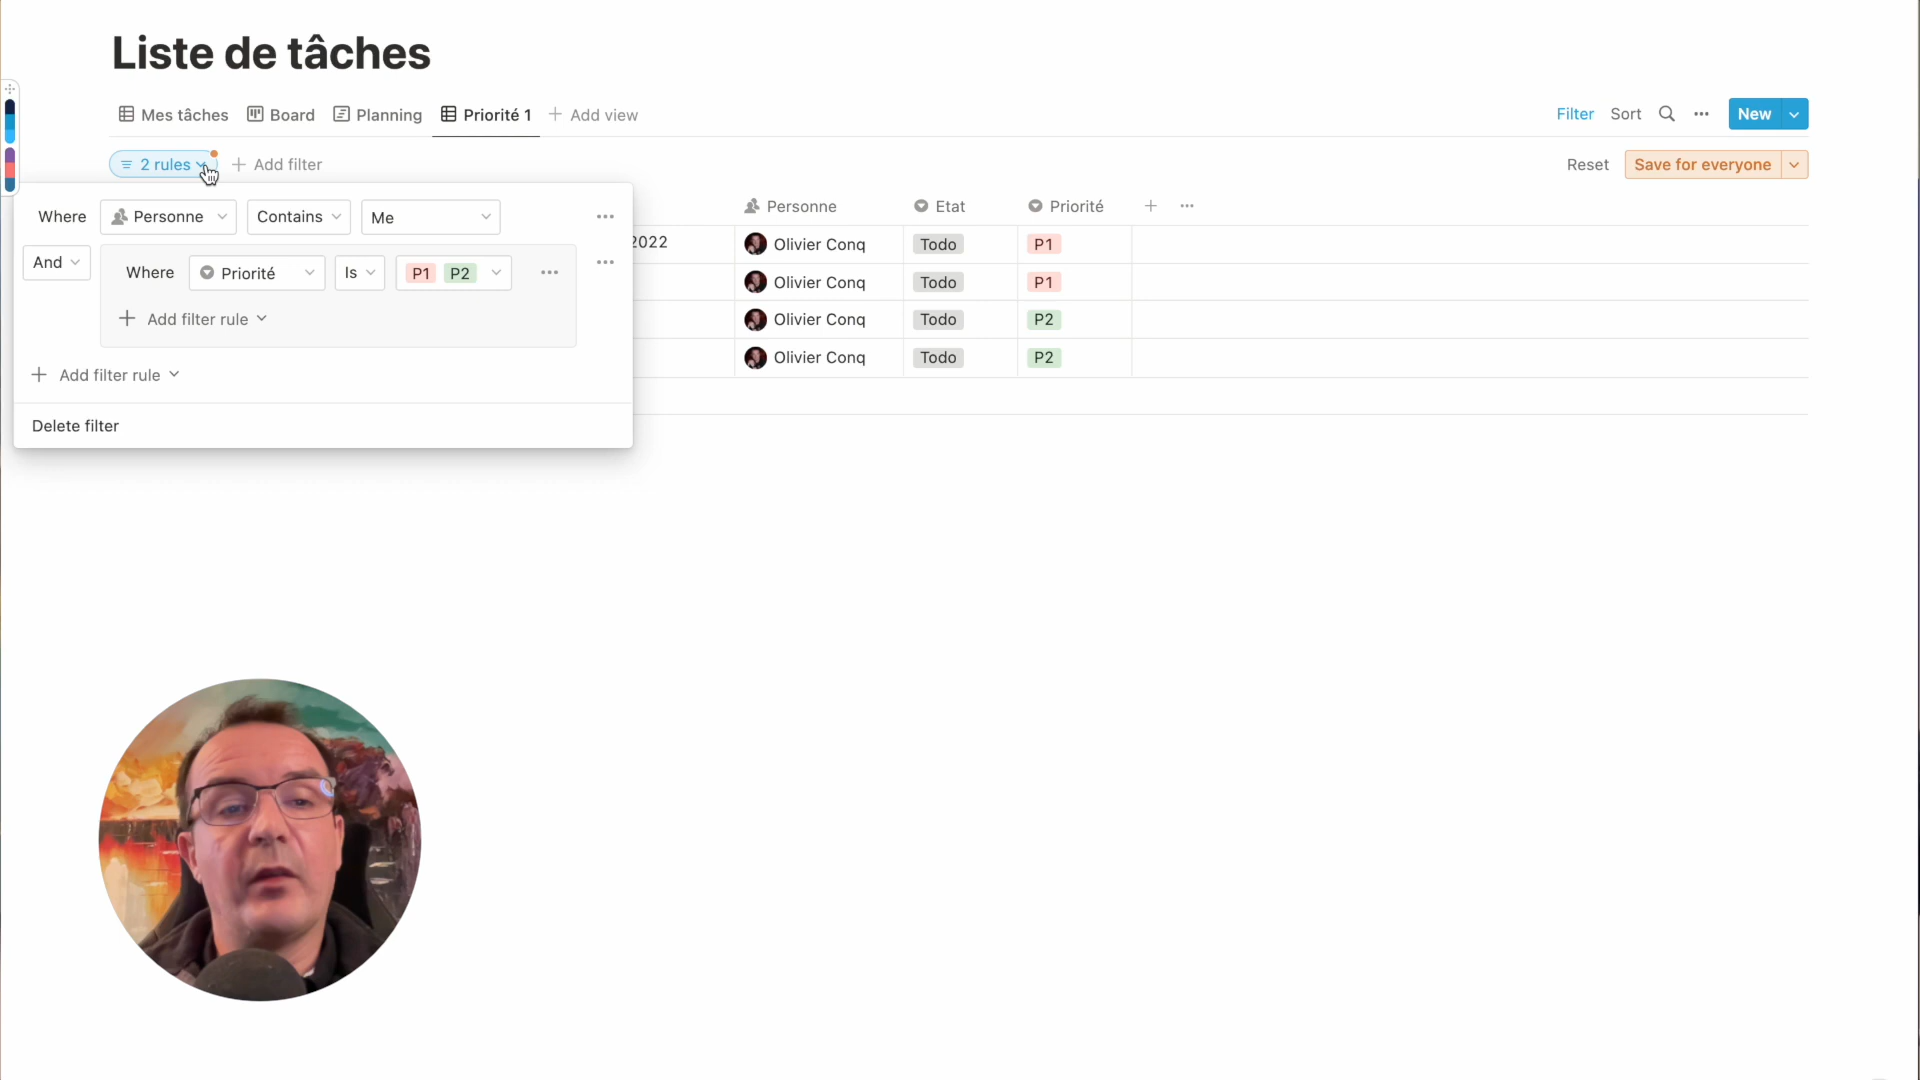 Liste de tâches
Mes tâches Board Planning Priorité 1 + Add view Filter Sort New
2 rules + Add filter Reset Save for everyone
Where Personne Contains Me
And Where Priorité Is P1 P2
+ Add filter rule
+ Add filter rule
Delete filter
Personne Etat Priorité
2022 Olivier Conq Todo P1
Olivier Conq Todo P1
Olivier Conq Todo P2
Olivier Conq Todo P2